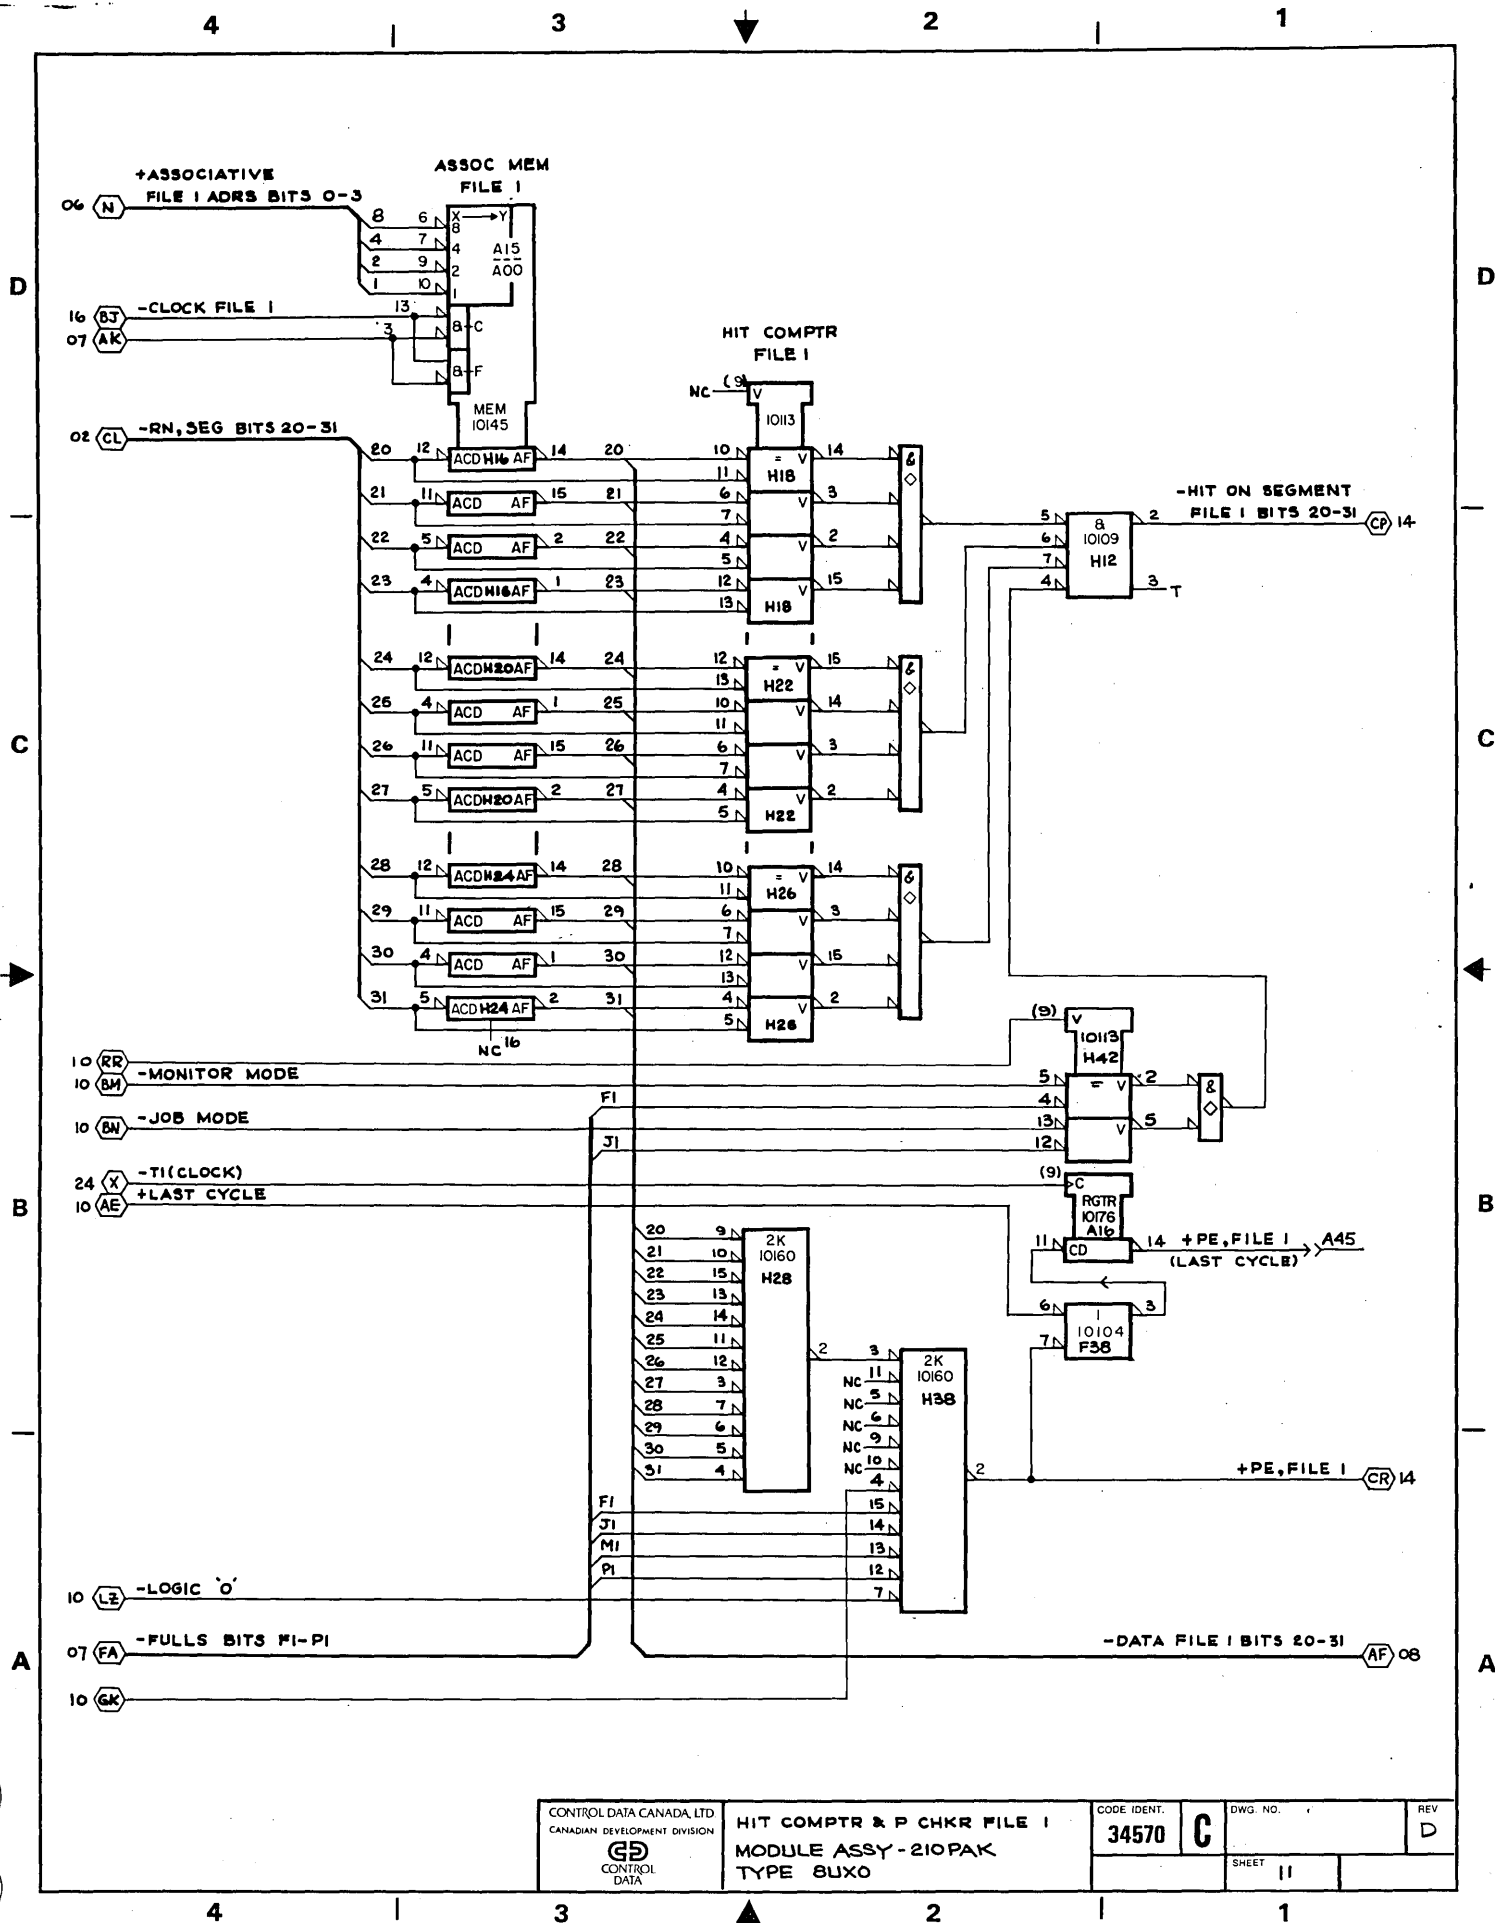 4 3 2 1
+ASSOCIATIVE
FILE 1 ADRS BITS 0-3
06 N
ASSOC MEM
FILE 1
8 6 X→Y
8
4 7 4 A15
2 9 2 A00
1 10 1
D D
16 BJ -CLOCK FILE 1 13
&-C
07 AK 3
&-F
HIT COMPTR
FILE 1
NC (9) V
MEM
10145
10113
02 CL -RN, SEG BITS 20-31
20 12 ACD H16 AF 14 20 10 = V 14 &
11 H18
21 11 ACD AF 15 21 6 V 3
7
22 5 ACD AF 2 22 4 V 2
5
23 4 ACD H16 AF 1 23 12 V 15
13 H18
-HIT ON SEGMENT
FILE 1 BITS 20-31
5 & 2 CP 14
6 10109
7 H12
4 3 T
24 12 ACD H20 AF 14 24 12 = V 15 &
13 H22
25 4 ACD AF 1 25 10 V 14
11
26 11 ACD AF 15 26 6 V 3
7
27 5 ACD H20 AF 2 27 4 V 2
5 H22
C C
28 12 ACD H24 AF 14 28 10 = V 14 &
11 H26
29 11 ACD AF 15 29 6 V 3
7
30 4 ACD AF 1 30 12 V 15
13
31 5 ACD H24 AF 2 31 4 V 2
5 H26
NC 16
(9) V
10113
H42
10 RR
10 BM -MONITOR MODE
5 = V 2 &
F1 4
10 BN -JOB MODE
13 V 5
J1 12
24 X -T1(CLOCK)
(9) C
10 AE +LAST CYCLE
RGTR
10176
A16
11 CD 14 +PE, FILE 1 A45
(LAST CYCLE)
B B
6 1 3
10104
7 F38
20 9 2K
21 10 10160
22 15 H28
23 13
24 14
25 11
26 12 2
27 3
28 7
29 6
30 5
31 4
3 2K
NC 11 10160
NC 5 H38
NC 6
NC 9
NC 10 2
+PE, FILE 1 CR 14
4
F1 15
J1 14
M1 13
P1 12
10 LZ -LOGIC '0' 7
07 FA -FULLS BITS F1-P1
-DATA FILE 1 BITS 20-31 AF 08
A A
10 GK
CONTROL DATA CANADA, LTD
CANADIAN DEVELOPMENT DIVISION
CONTROL
DATA
HIT COMPTR & P CHKR FILE 1
MODULE ASSY-210PAK
TYPE 8UX0
CODE IDENT.
34570
C
DWG. NO.
REV
D
SHEET 11
4 3 2 1